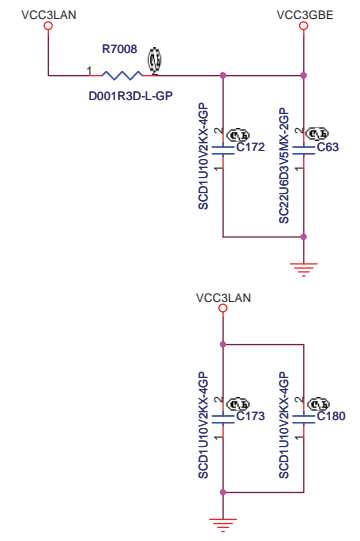 VCC3LAN VCC3GBE
R7008
1 2
D001R3D-L-GP
SCD1U10V2KX-4GP
2
1
C172
SC22U6D3V5MX-2GP
2
1
C63
VCC3LAN
SCD1U10V2KX-4GP
2
1
C173
SCD1U10V2KX-4GP
2
1
C180